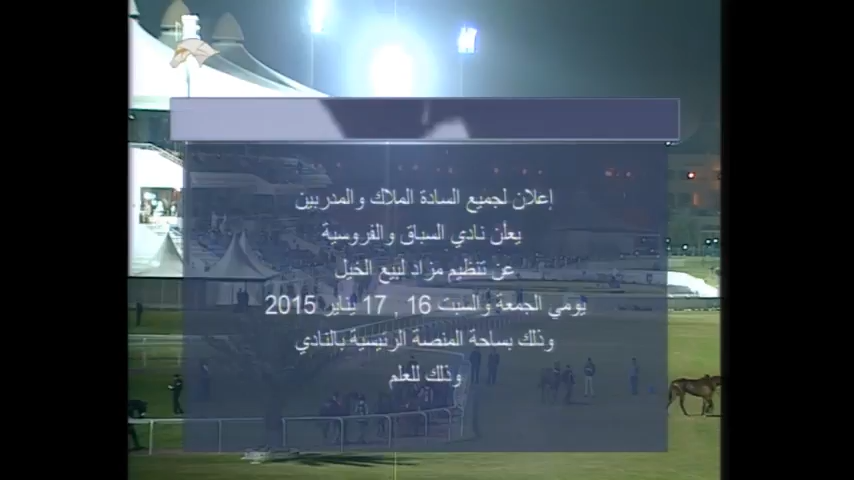 إعلان لجميع السادة الملاك والمدربين
يعلن نادي السباق والفروسية
عن تنظيم مزاد لبيع الخيل
يومي الجمعة والسبت 16 , 17 يناير 2015
وذلك بساحة المنصة الرئيسية بالنادي
وذلك للعلم